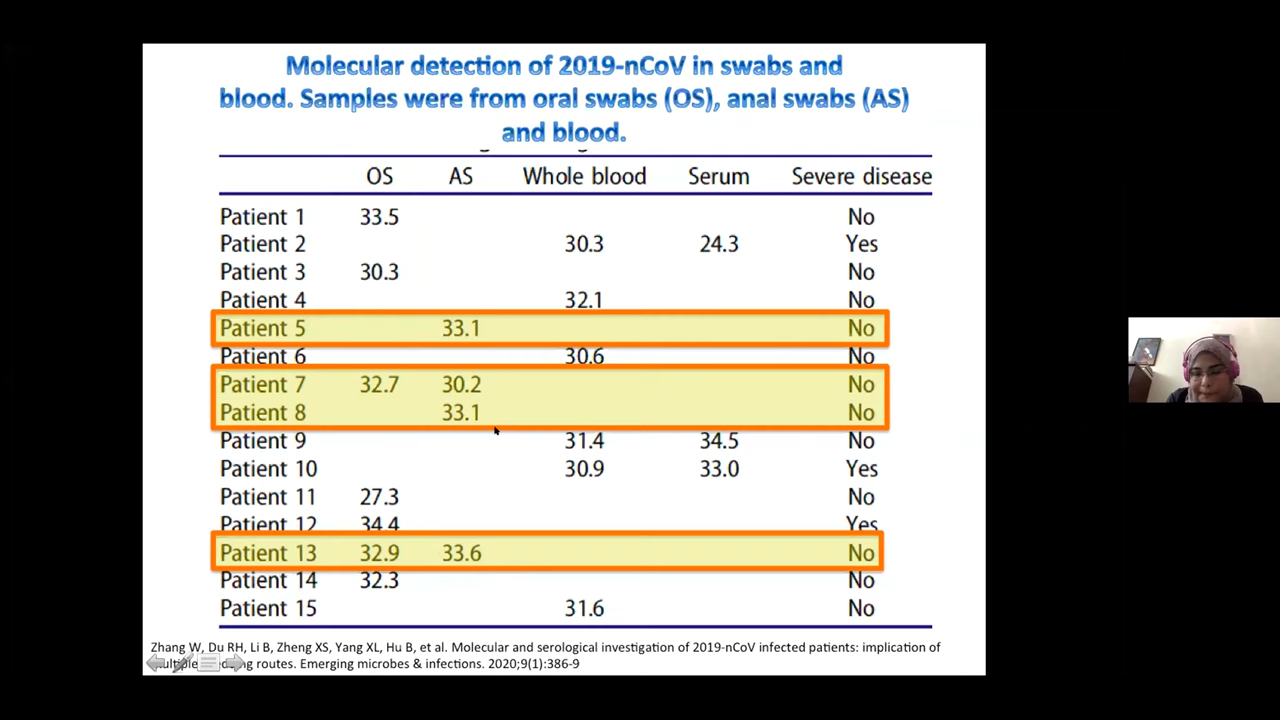 Molecular detection of 2019-nCoV in swabs and
blood. Samples were from oral swabs (OS), anal swabs (AS)
and blood.
OS AS Whole blood Serum Severe disease
Patient 1 33.5 No
Patient 2 30.3 24.3 Yes
Patient 3 30.3 No
Patient 4 32.1 No
Patient 5 33.1 No
Patient 6 30.6 No
Patient 7 32.7 30.2 No
Patient 8 33.1 No
Patient 9 31.4 34.5 No
Patient 10 30.9 33.0 Yes
Patient 11 27.3 No
Patient 12 34.4 Yes
Patient 13 32.9 33.6 No
Patient 14 32.3 No
Patient 15 31.6 No
Zhang W, Du RH, Li B, Zheng XS, Yang XL, Hu B, et al. Molecular and serological investigation of 2019-nCoV infected patients: implication of
routes. Emerging microbes & infections. 2020;9(1):386-9